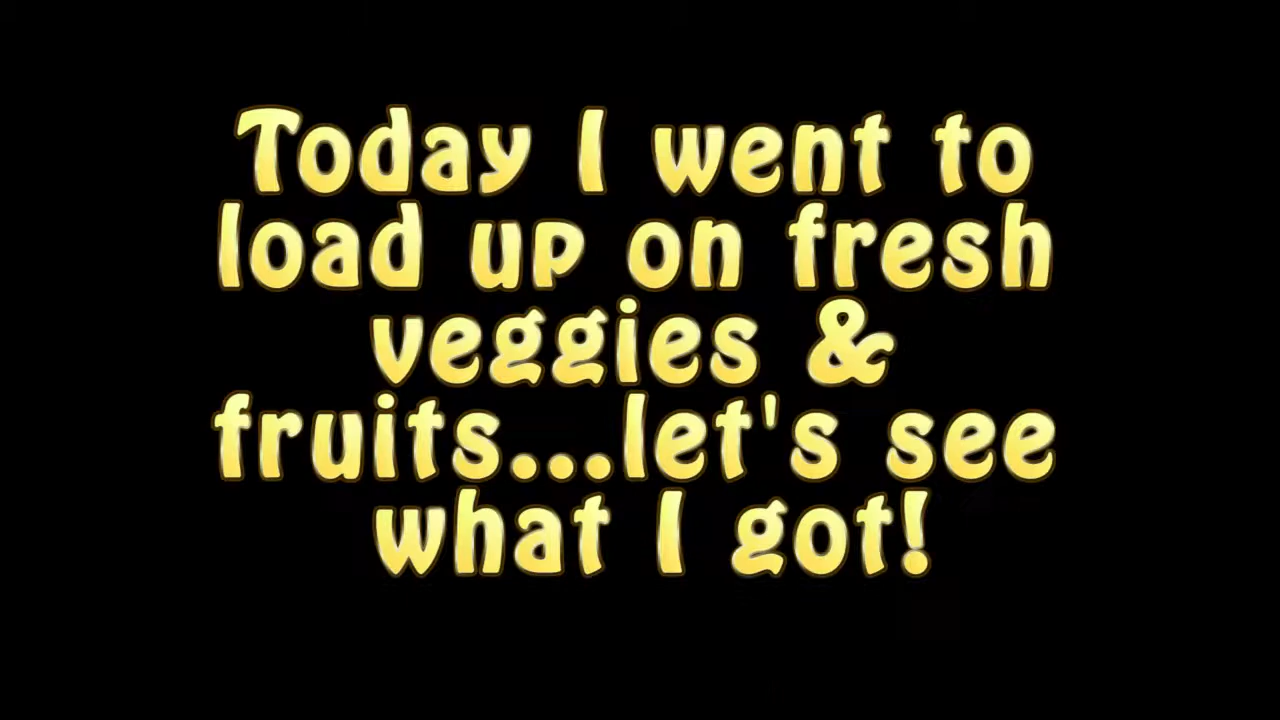 Today I went to
load up on fresh
veggies &
fruits...let's see
what I got!